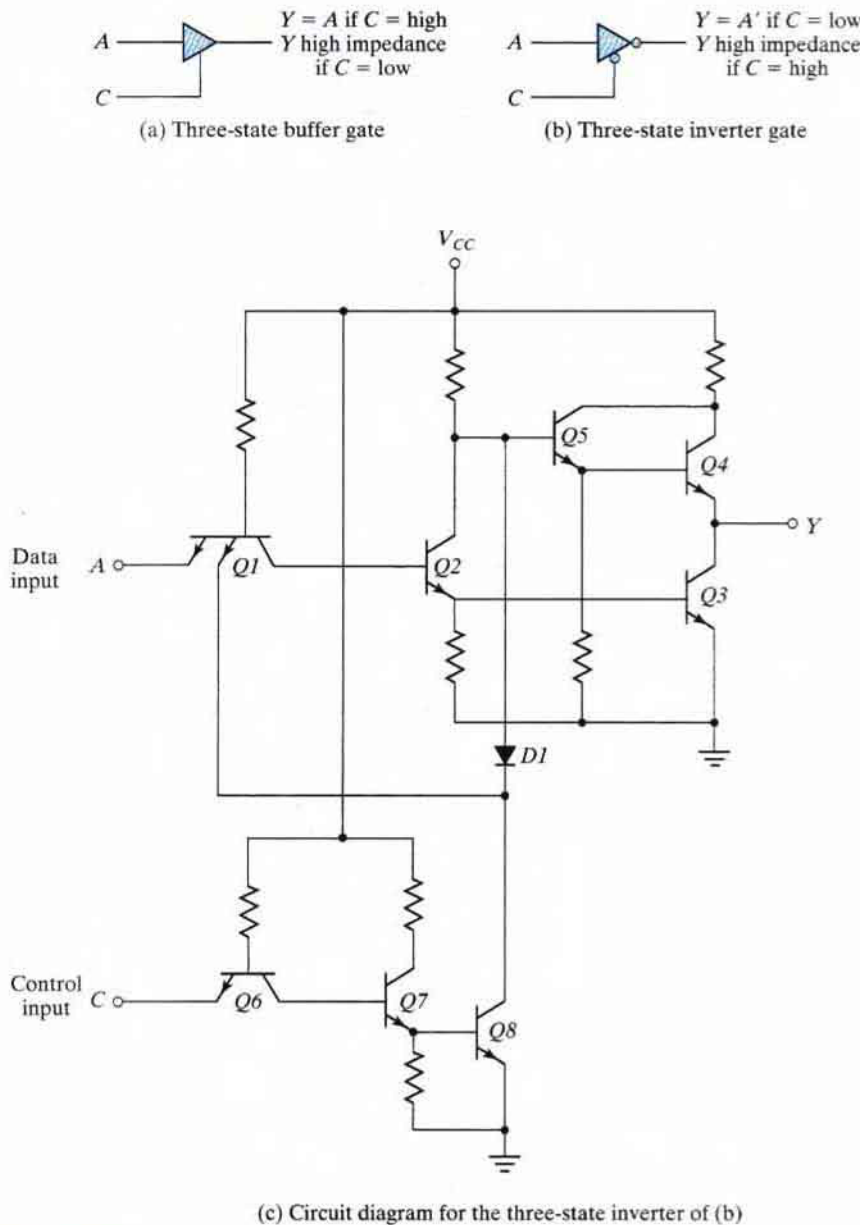 A
C
Y = A if C = high
Y high impedance
if C = low
(a) Three-state buffer gate
A
C
Y = A' if C = low
Y high impedance
if C = high
(b) Three-state inverter gate
VCC
Q5
Q4
Y
Data
input
A
Q1
Q2
Q3
D1
Control
input
C
Q6
Q7
Q8
(c) Circuit diagram for the three-state inverter of (b)